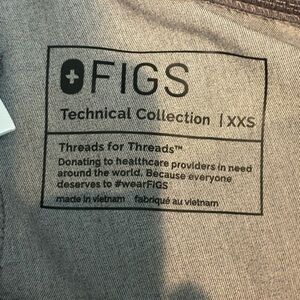 FIGS
Technical Collection | XXS
Threads for Threads™
Donating to healthcare providers in need
around the world. Because everyone
deserves to #wearFIGS
made in vietnam fabriqué au vietnam